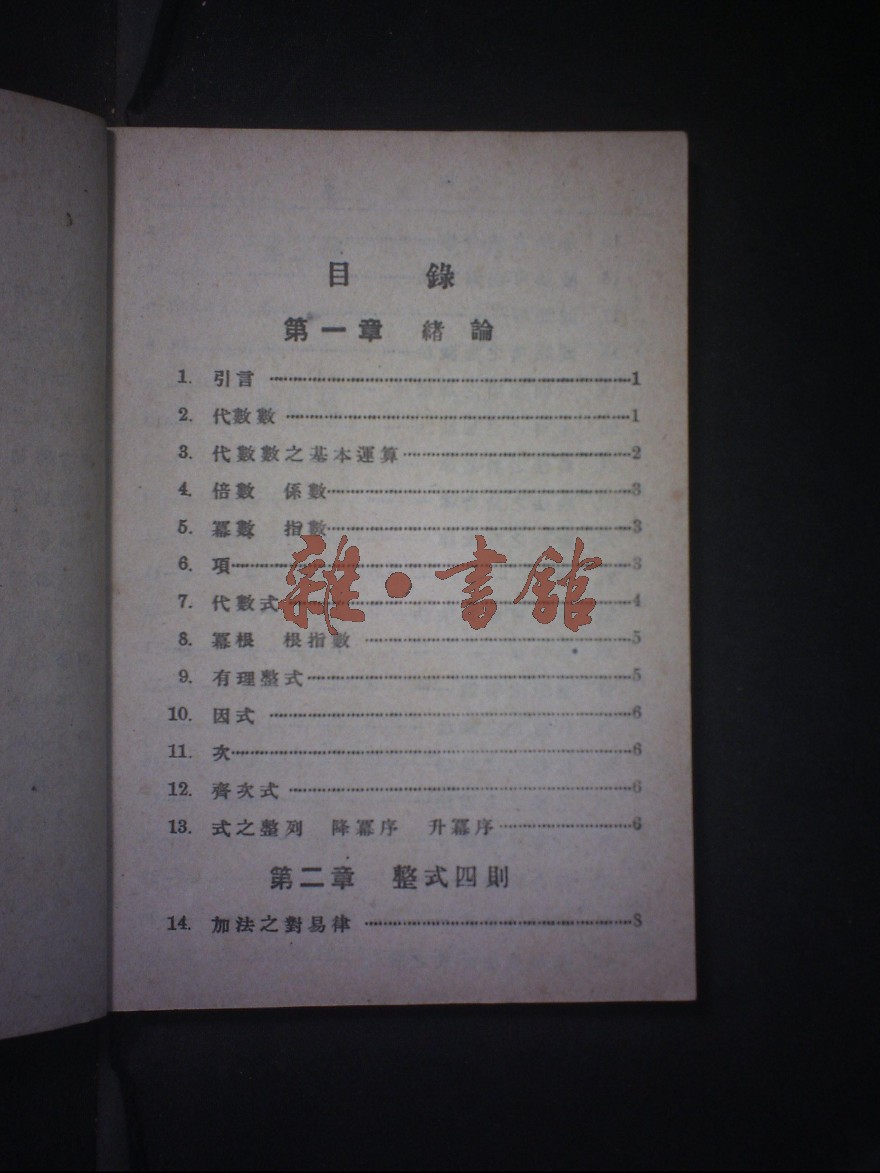 目 錄
第一章 緒論
1. 引言 ……1
2. 代數數 ……1
3. 代數數之基本運算 ……2
4. 倍數 係數 ……3
5. 冪數 指數 ……3
6. 項 ……3
7. 代數式 ……4
8. 冪根 根指數 ……5
9. 有理整式 ……5
10. 因式 ……6
11. 次 ……6
12. 齊次式 ……6
13. 式之整列 降冪序 升冪序 ……6
第二章 整式四則
14. 加法之對易律 ……8
雜·書館